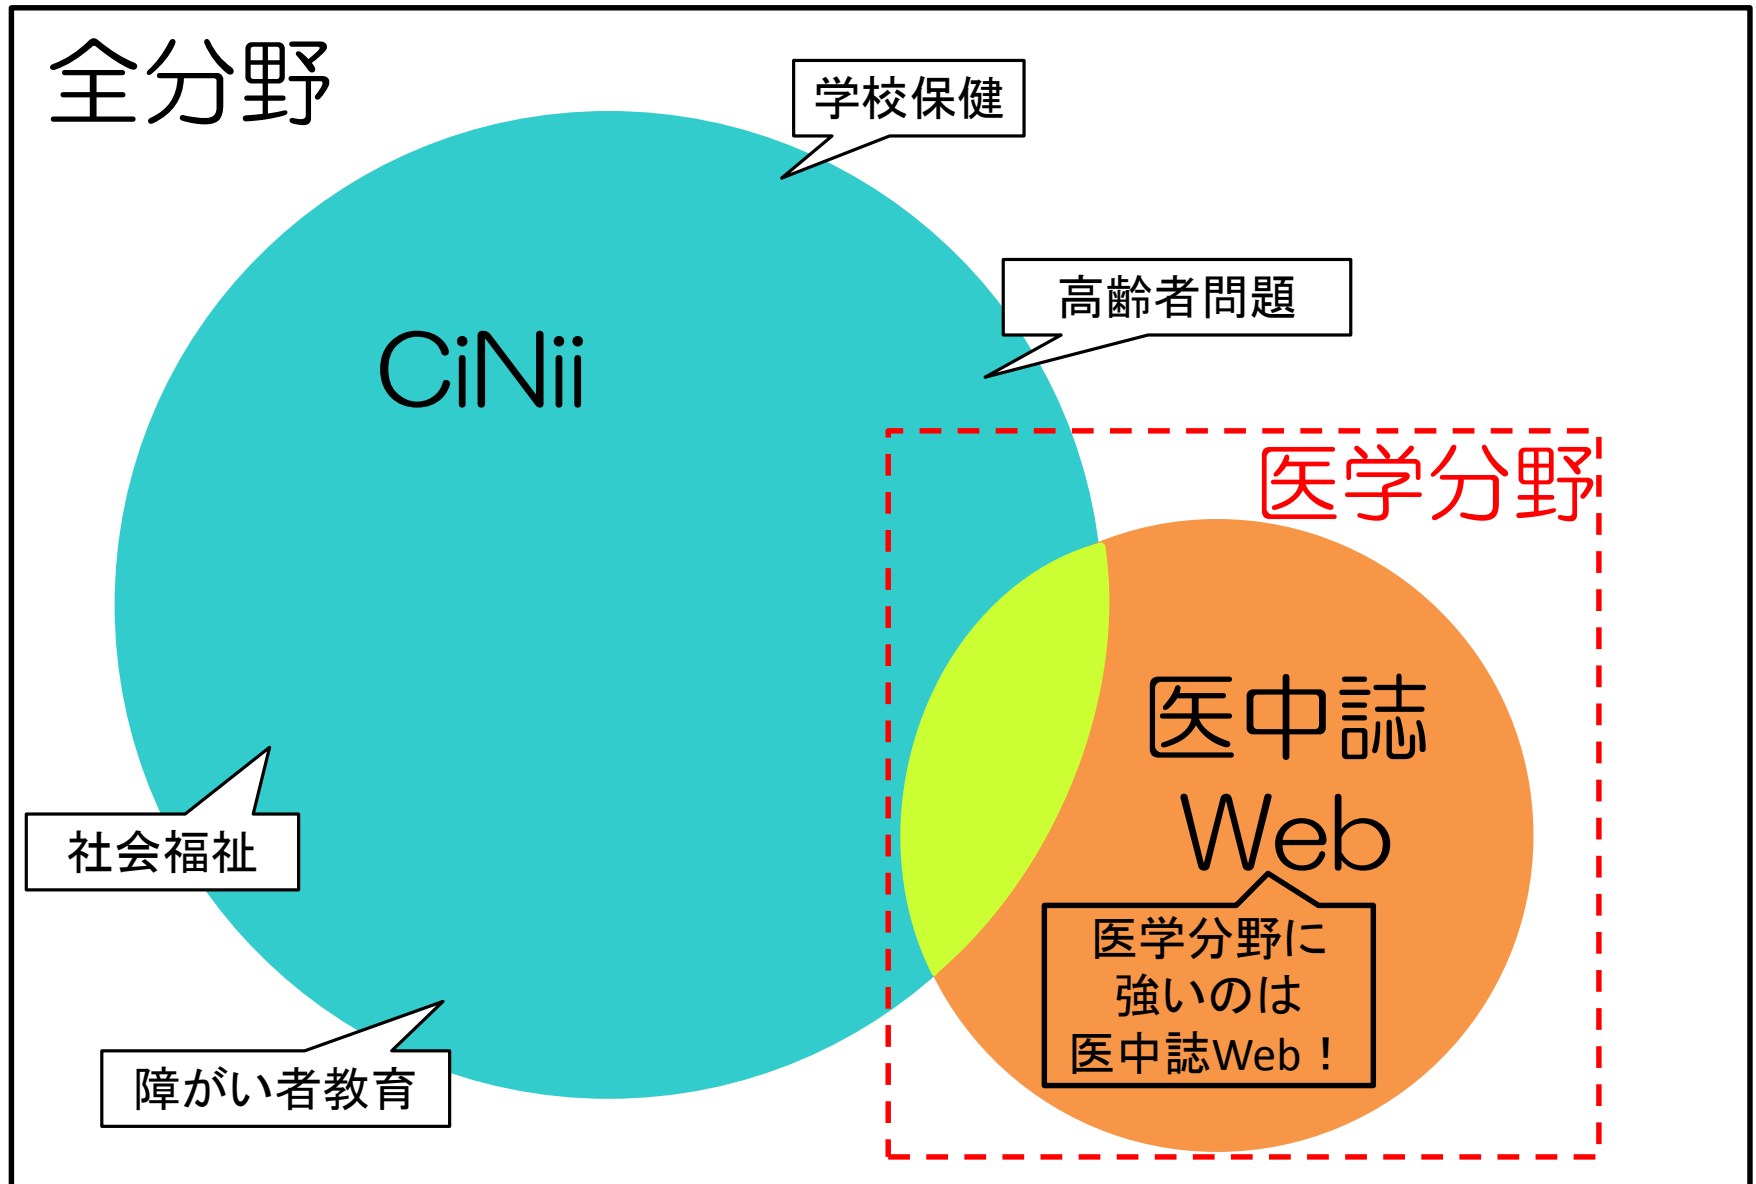 全分野
学校保健
高齢者問題
CiNii
医学分野
医中誌
Web
社会福祉
医学分野に
強いのは
医中誌Web！
障がい者教育